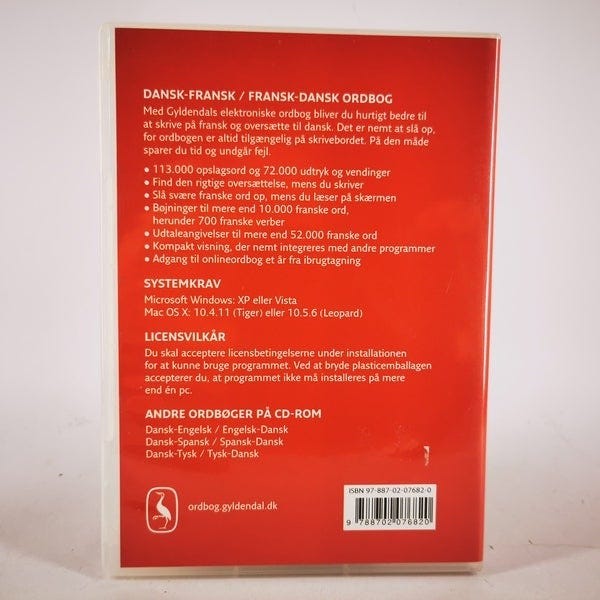 DANSK-FRANSK / FRANSK-DANSK ORDBOG
Med Gyldendals elektroniske ordbog bliver du hurtigt bedre til
at skrive på fransk og oversætte til dansk. Det er nemt at slå op,
for ordbogen er altid tilgængelig på skrivebordet. På den måde
sparer du tid og undgår fejl.
• 113.000 opslagsord og 72.000 udtryk og vendinger
• Find den rigtige oversættelse, mens du skriver
• Slå svære franske ord op, mens du læser på skærmen
• Bøjninger til mere end 10.000 franske ord,
herunder 700 franske verber
• Udtaleangivelser til mere end 52.000 franske ord
• Kompakt visning, der nemt integreres med andre programmer
• Adgang til onlineordbog et år fra ibrugtagning
SYSTEMKRAV
Microsoft Windows: XP eller Vista
Mac OS X: 10.4.11 (Tiger) eller 10.5.6 (Leopard)
LICENSVILKÅR
Du skal acceptere licensbetingelserne under installationen
for at kunne bruge programmet. Ved at bryde plasticemballagen
accepterer du, at programmet ikke må installeres på mere
end én pc.
ANDRE ORDBØGER PÅ CD-ROM
Dansk-Engelsk / Engelsk-Dansk
Dansk-Spansk / Spansk-Dansk
Dansk-Tysk / Tysk-Dansk
ordbog.gyldendal.dk
ISBN 97-887-02-07682-0
9 788702 076820